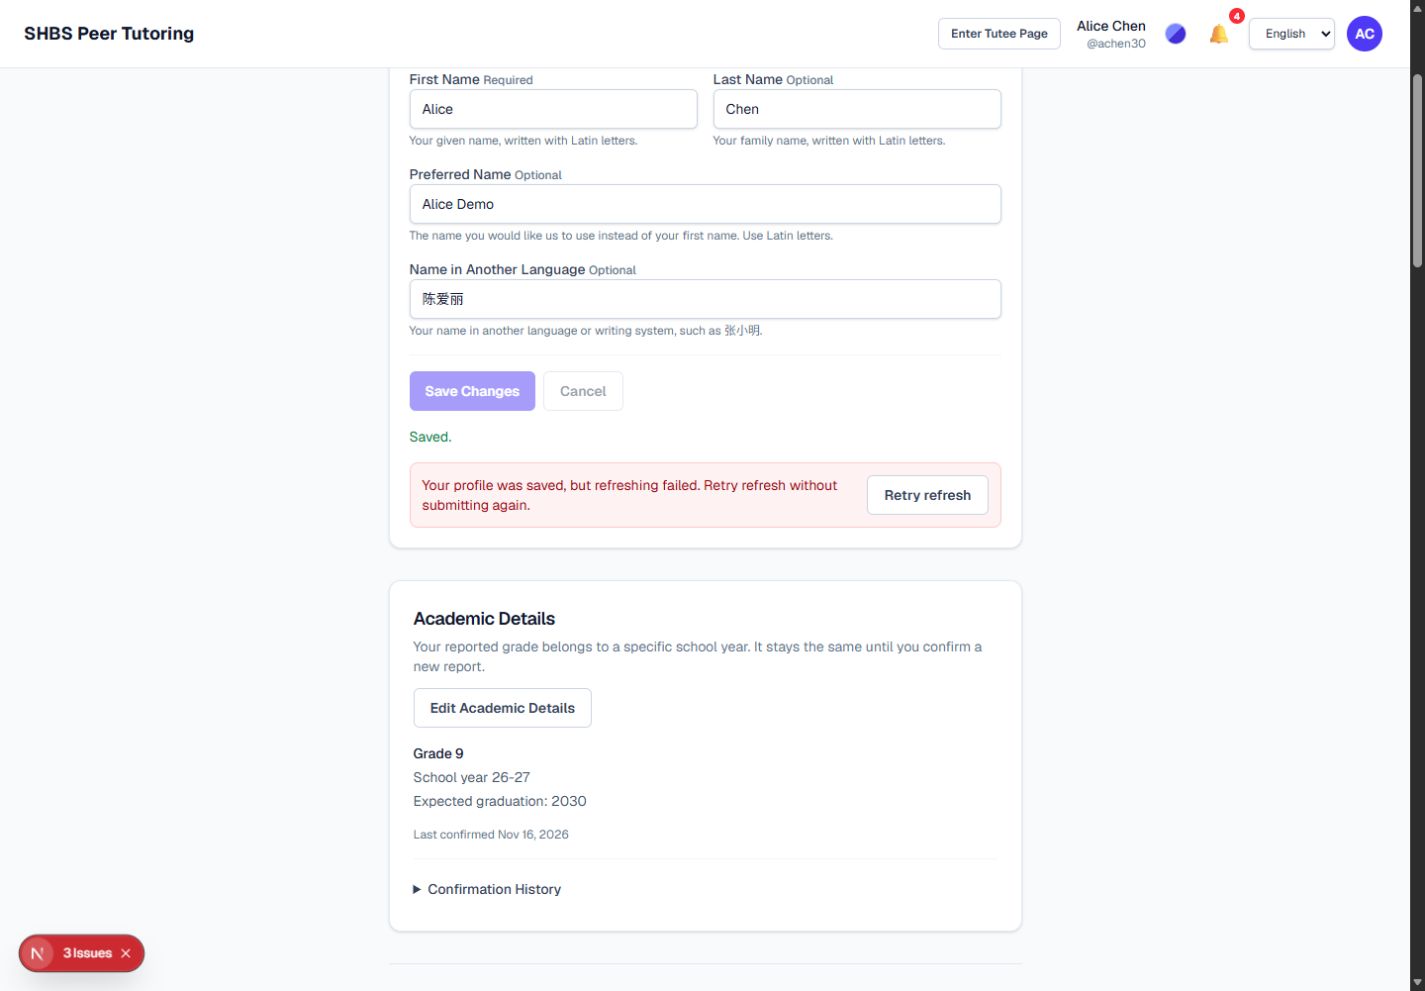 SHBS Peer Tutoring
Enter Tutee Page
Alice Chen
@achen30
4
English
AC
First Name Required
Last Name Optional
Alice
Chen
Your given name, written with Latin letters.
Your family name, written with Latin letters.
Preferred Name Optional
Alice Demo
The name you would like us to use instead of your first name. Use Latin letters.
Name in Another Language Optional
陈爱丽
Your name in another language or writing system, such as 张小明.
Save Changes
Cancel
Saved.
Your profile was saved, but refreshing failed. Retry refresh without
submitting again.
Retry refresh
Academic Details
Your reported grade belongs to a specific school year. It stays the same until you confirm a
new report.
Edit Academic Details
Grade 9
School year 26-27
Expected graduation: 2030
Last confirmed Nov 16, 2026
Confirmation History
N
3 Issues